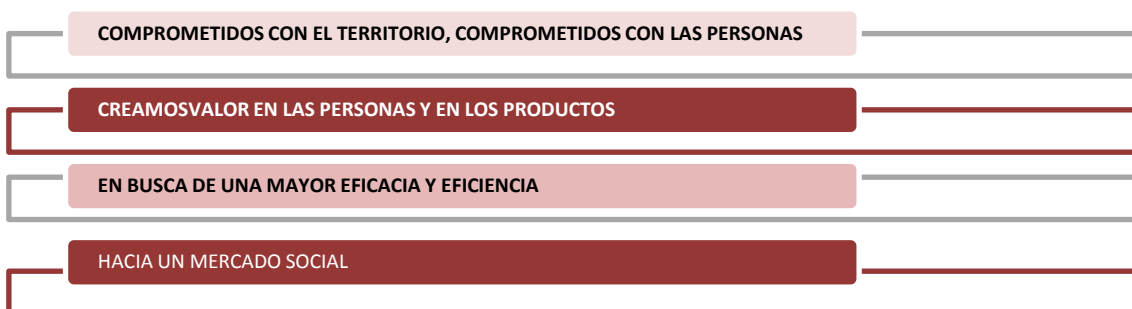 COMPROMETIDOS CON EL TERRITORIO, COMPROMETIDOS CON LAS PERSONAS
CREAMOSVALOR EN LAS PERSONAS Y EN LOS PRODUCTOS
EN BUSCA DE UNA MAYOR EFICACIA Y EFICIENCIA
HACIA UN MERCADO SOCIAL